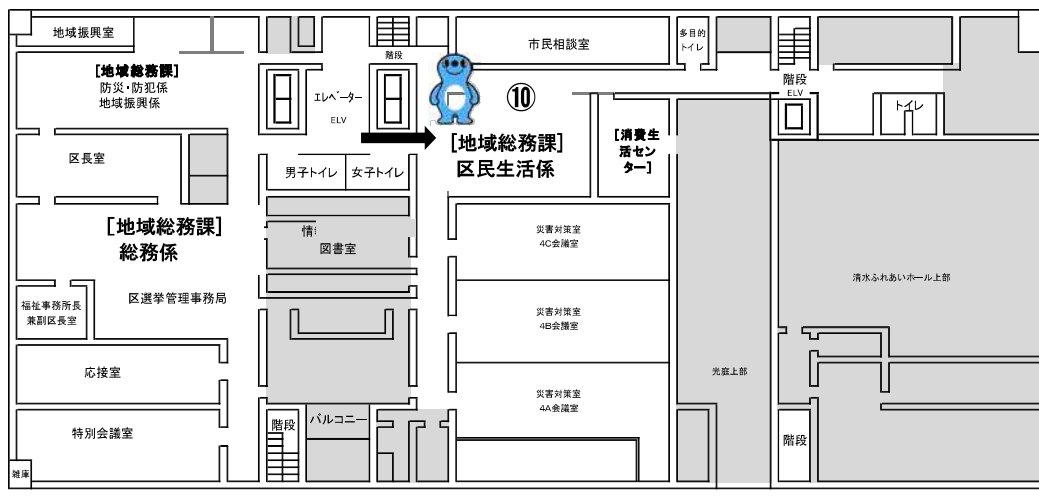 地域振興室
[地域総務課]
防災・防犯係
地域振興係
区長室
[地域総務課]
総務係
区選挙管理事務局
福祉事務所長
兼副区長室
応接室
特別会議室
雑庫
階段
エレベーター
ELV
男子トイレ
女子トイレ
情
図書室
階段
バルコニー
市民相談室
⑩
[地域総務課]
区民生活係
[消費生
活セン
ター]
災害対策室
4C会議室
災害対策室
4B会議室
災害対策室
4A会議室
多目的
トイレ
階段
ELV
トイレ
光庭上部
清水ふれあいホール上部
階段